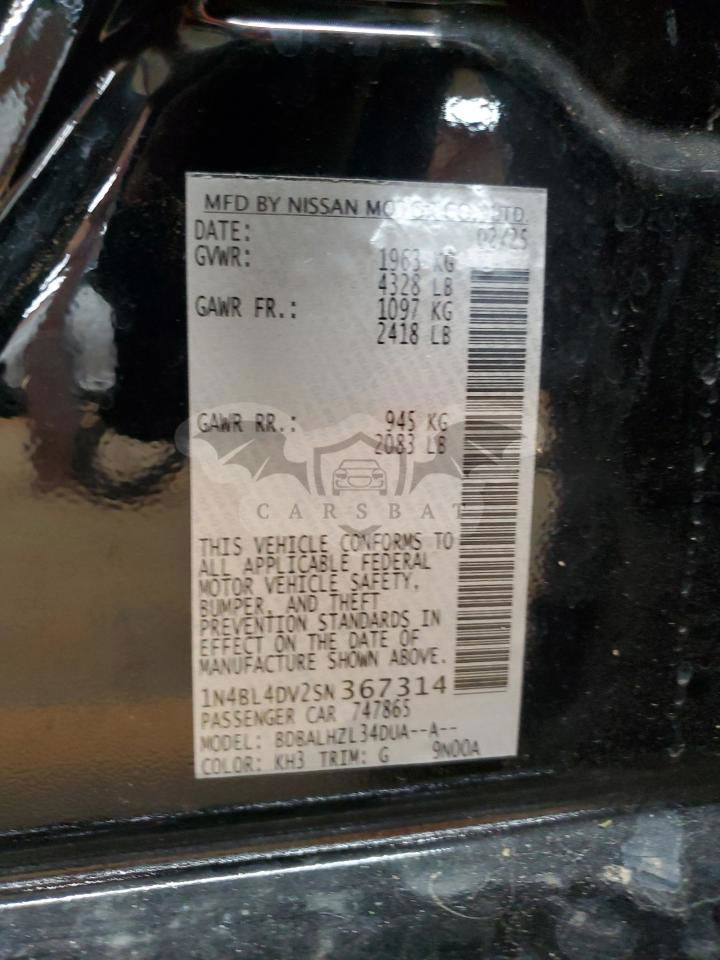 MFD BY NISSAN MOTOR CO., LTD.
DATE: 02/25
GVWR: 1963 KG
4328 LB
GAWR FR.: 1097 KG
2418 LB
GAWR RR.: 945 KG
2083 LB
CARSBAT
THIS VEHICLE CONFORMS TO
ALL APPLICABLE FEDERAL
MOTOR VEHICLE SAFETY,
BUMPER, AND THEFT
PREVENTION STANDARDS IN
EFFECT ON THE DATE OF
MANUFACTURE SHOWN ABOVE.
1N4BL4DV2SN367314
PASSENGER CAR 747865
MODEL: BDBALHZL34DUA--A--
COLOR: KH3 TRIM: G 9N00A